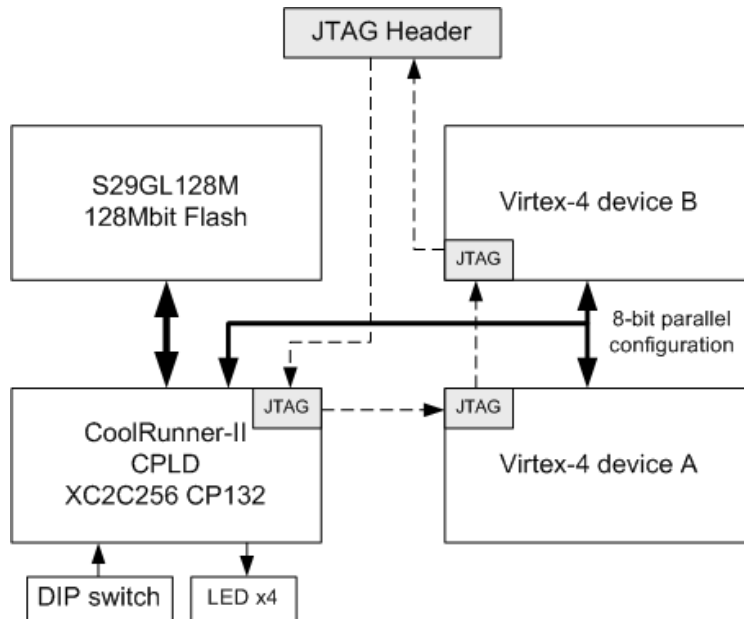 JTAG Header
S29GL128M
128Mbit Flash
Virtex-4 device B
JTAG
8-bit parallel
configuration
JTAG
JTAG
CoolRunner-II
CPLD
XC2C256 CP132
Virtex-4 device A
DIP switch
LED x4